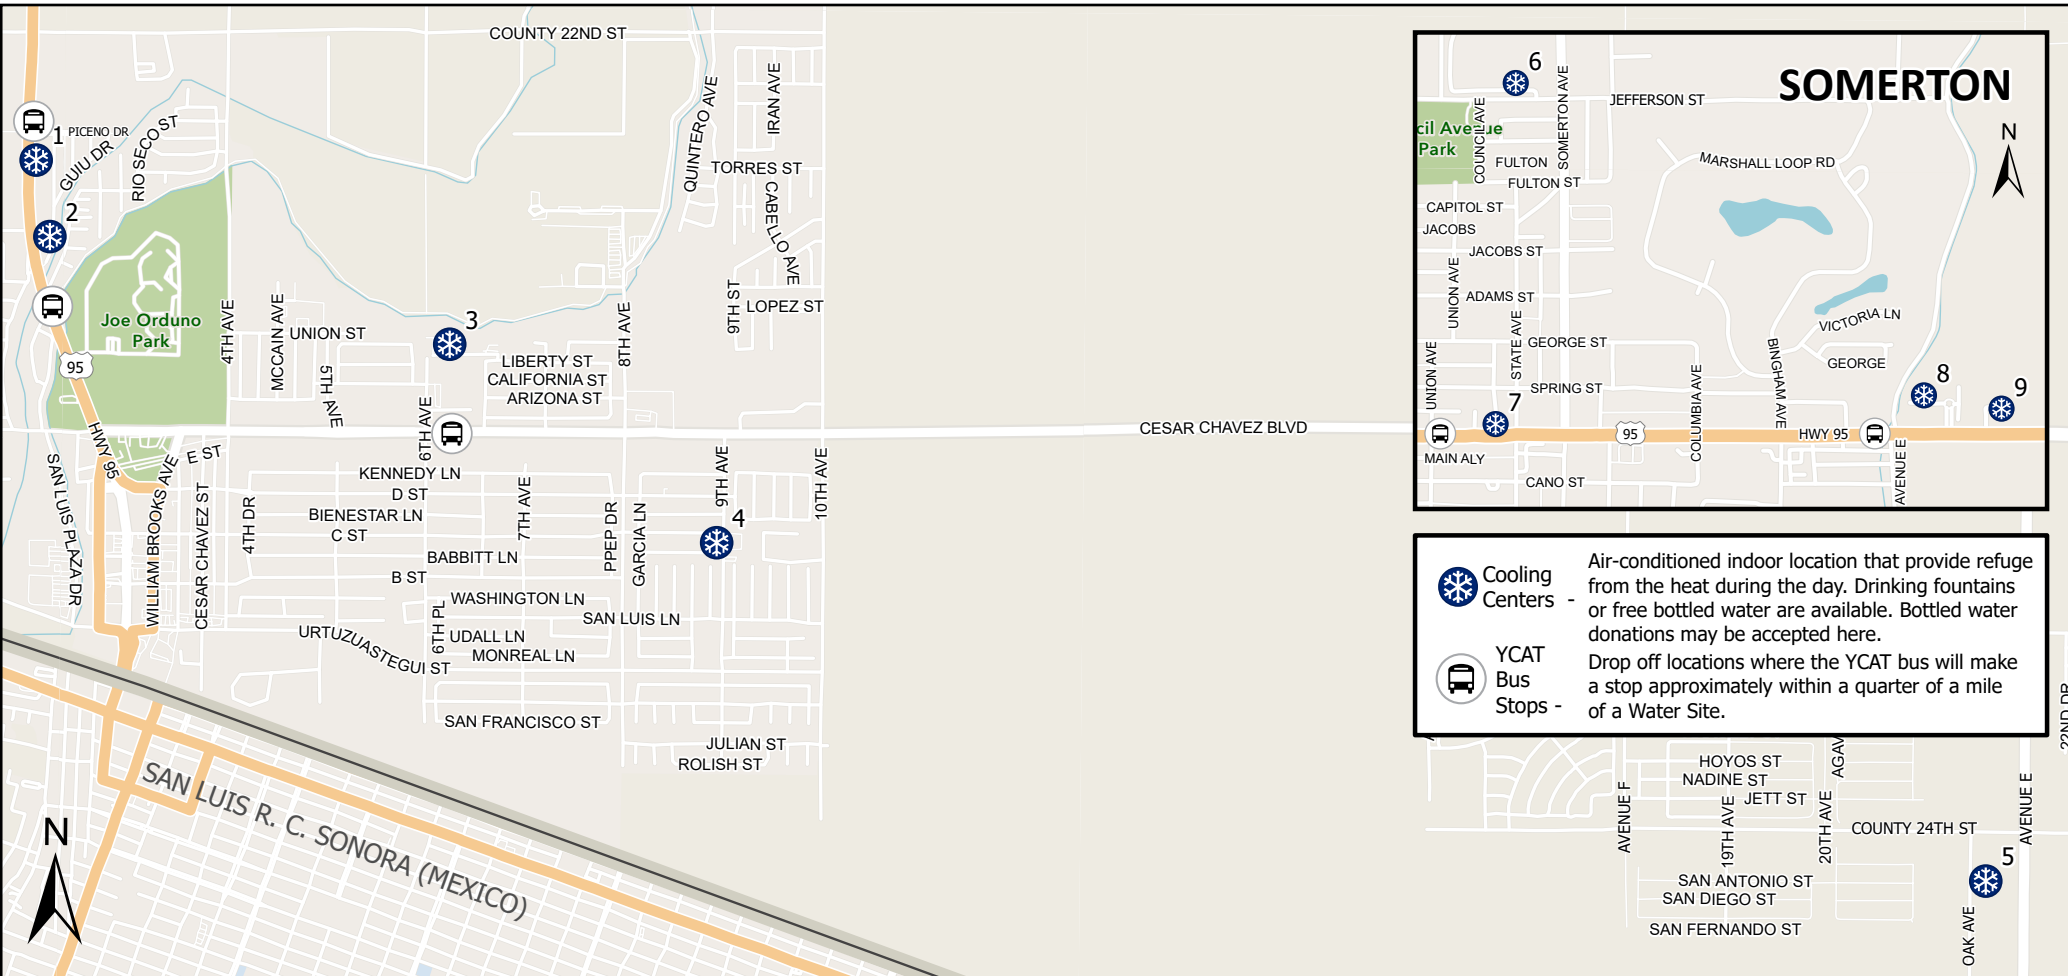 COUNTY 22ND ST
1
PICENO DR
GUIU DR
RIO SECO ST
2
QUINTERO AVE
IRAN AVE
TORRES ST
CABELLO AVE
9TH ST
LOPEZ ST
Joe Orduno
Park
95
4TH AVE
MCCAIN AVE
UNION ST
5TH AVE
3
8TH AVE
LIBERTY ST
CALIFORNIA ST
ARIZONA ST
6TH AVE
CESAR CHAVEZ BLVD
HWY 95
E ST
SAN LUIS PLAZA DR
WILLIAM BROOKS AVE
CESAR CHAVEZ ST
4TH DR
KENNEDY LN
D ST
BIENESTAR LN
C ST
7TH AVE
BABBITT LN
B ST
PPEP DR
GARCIA LN
9TH AVE
4
10TH AVE
WASHINGTON LN
SAN LUIS LN
6TH PL
UDALL LN
MONREAL LN
URTUZUASTEGUI ST
SAN FRANCISCO ST
JULIAN ST
ROLISH ST
SAN LUIS R. C. SONORA (MEXICO)
N
SOMERTON
N
6
SOMERTON AVE
JEFFERSON ST
cil Avenue
Park
COUNCIL AVE
FULTON
FULTON ST
MARSHALL LOOP RD
CAPITOL ST
JACOBS
JACOBS ST
UNION AVE
ADAMS ST
STATE AVE
GEORGE ST
VICTORIA LN
GEORGE
BINGHAM AVE
UNION AVE
SPRING ST
COLUMBIA AVE
7
8
9
95
HWY 95
MAIN ALY
CANO ST
AVENUE E
Cooling
Centers -
Air-conditioned indoor location that provide refuge
from the heat during the day. Drinking fountains
or free bottled water are available. Bottled water
donations may be accepted here.
YCAT
Bus
Stops -
Drop off locations where the YCAT bus will make
a stop approximately within a quarter of a mile
of a Water Site.
22ND DR
HOYOS ST
NADINE ST
JETT ST
AGAV
AVENUE F
19TH AVE
20TH AVE
COUNTY 24TH ST
AVENUE E
5
SAN ANTONIO ST
SAN DIEGO ST
SAN FERNANDO ST
OAK AVE